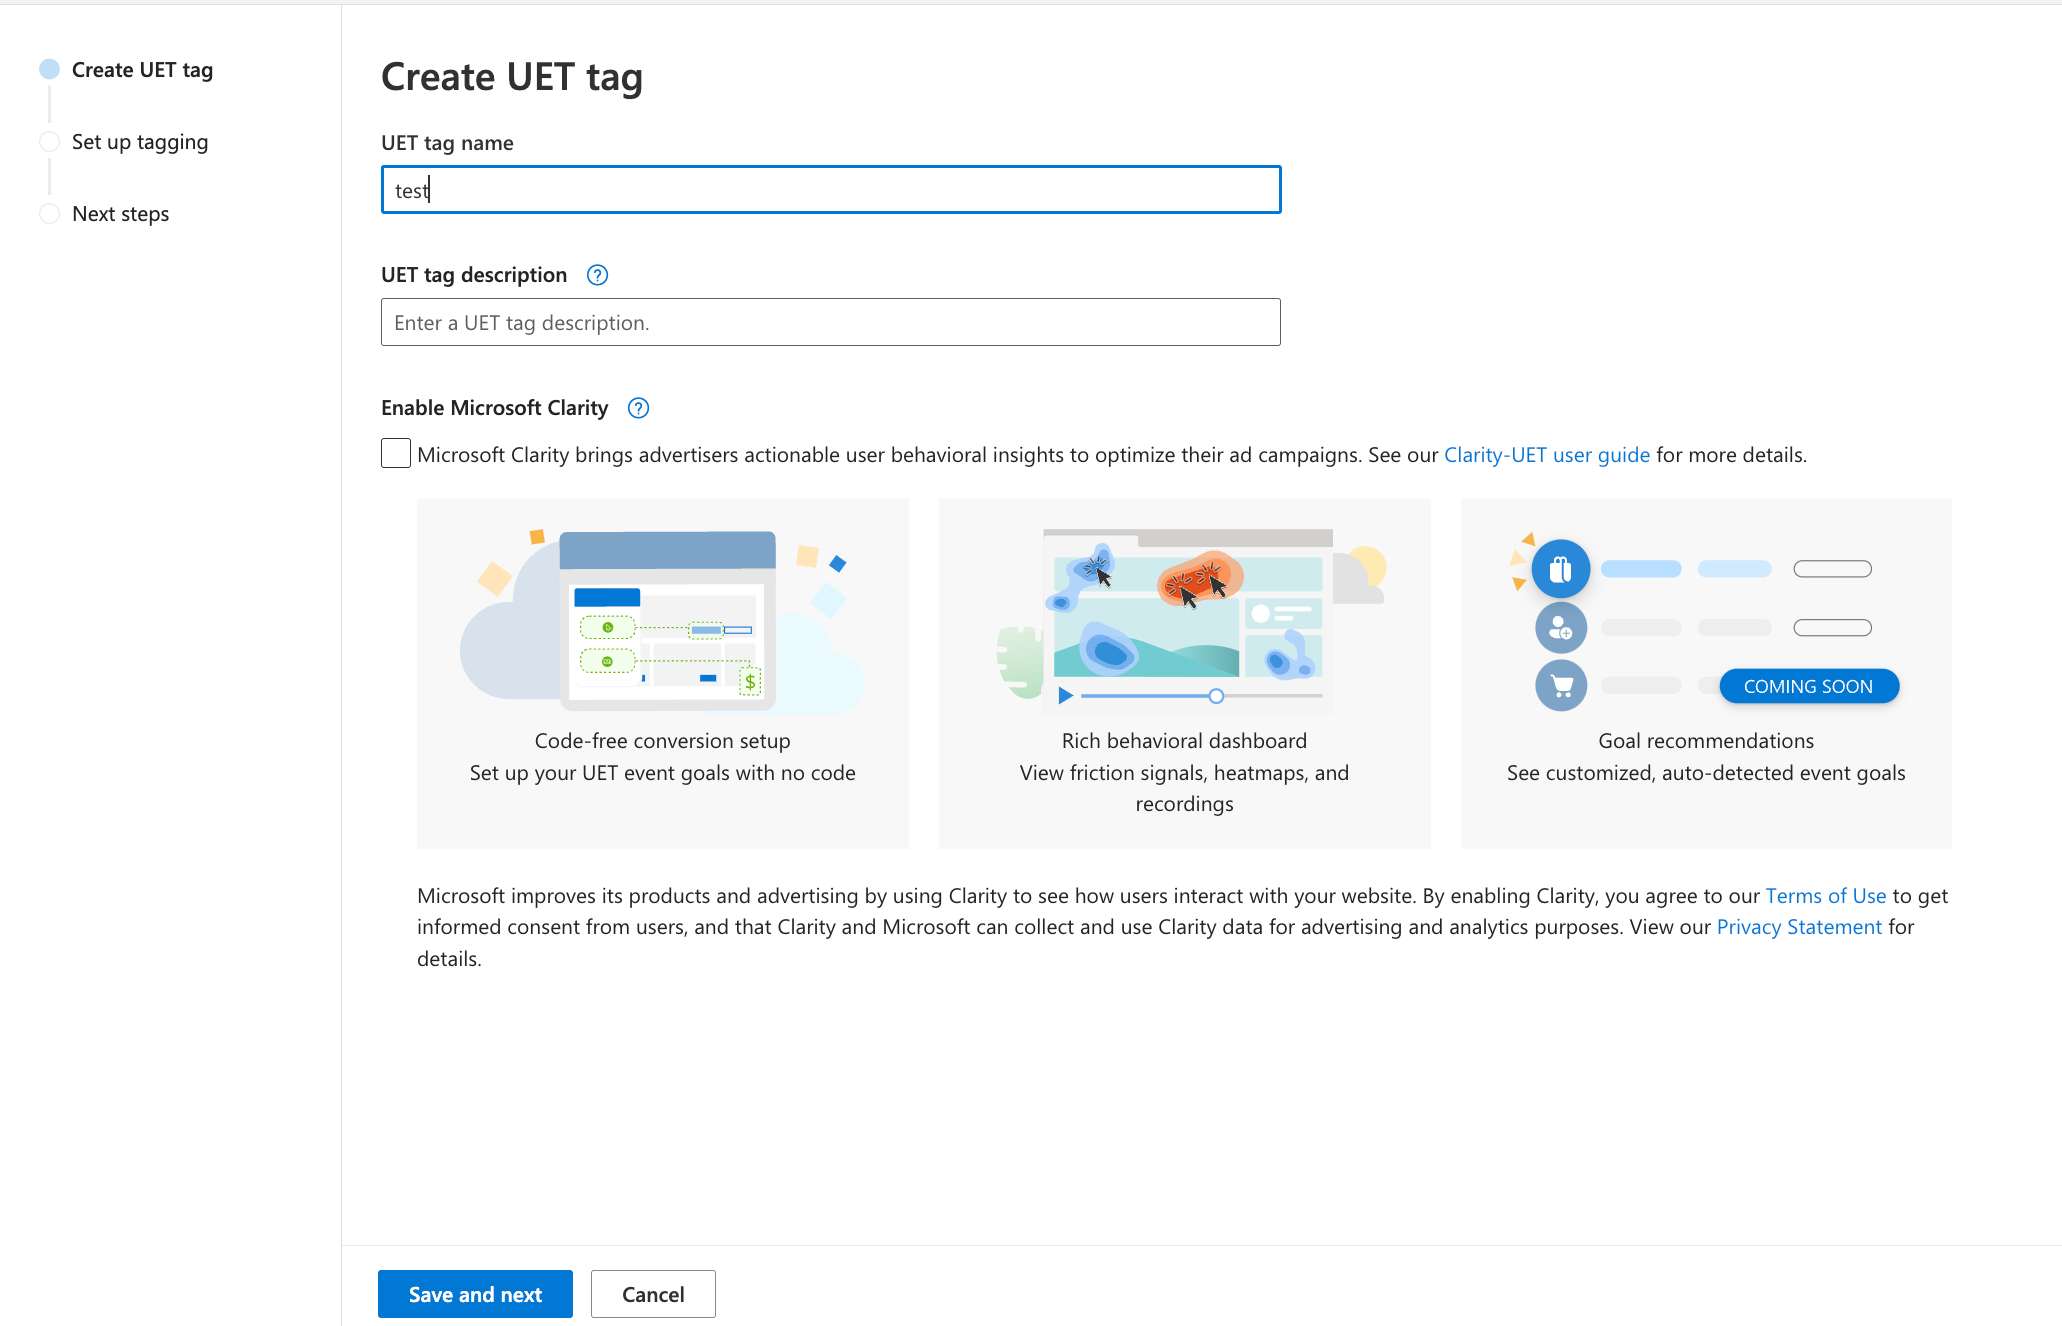 Create UET tag
Set up tagging
Next steps
Create UET tag
UET tag name
test
UET tag description
Enter a UET tag description.
Enable Microsoft Clarity
Microsoft Clarity brings advertisers actionable user behavioral insights to optimize their ad campaigns. See our Clarity-UET user guide for more details.
$
Code-free conversion setup
Set up your UET event goals with no code
Rich behavioral dashboard
View friction signals, heatmaps, and
recordings
COMING SOON
Goal recommendations
See customized, auto-detected event goals
Microsoft improves its products and advertising by using Clarity to see how users interact with your website. By enabling Clarity, you agree to our Terms of Use to get
informed consent from users, and that Clarity and Microsoft can collect and use Clarity data for advertising and analytics purposes. View our Privacy Statement for
details.
Save and next
Cancel